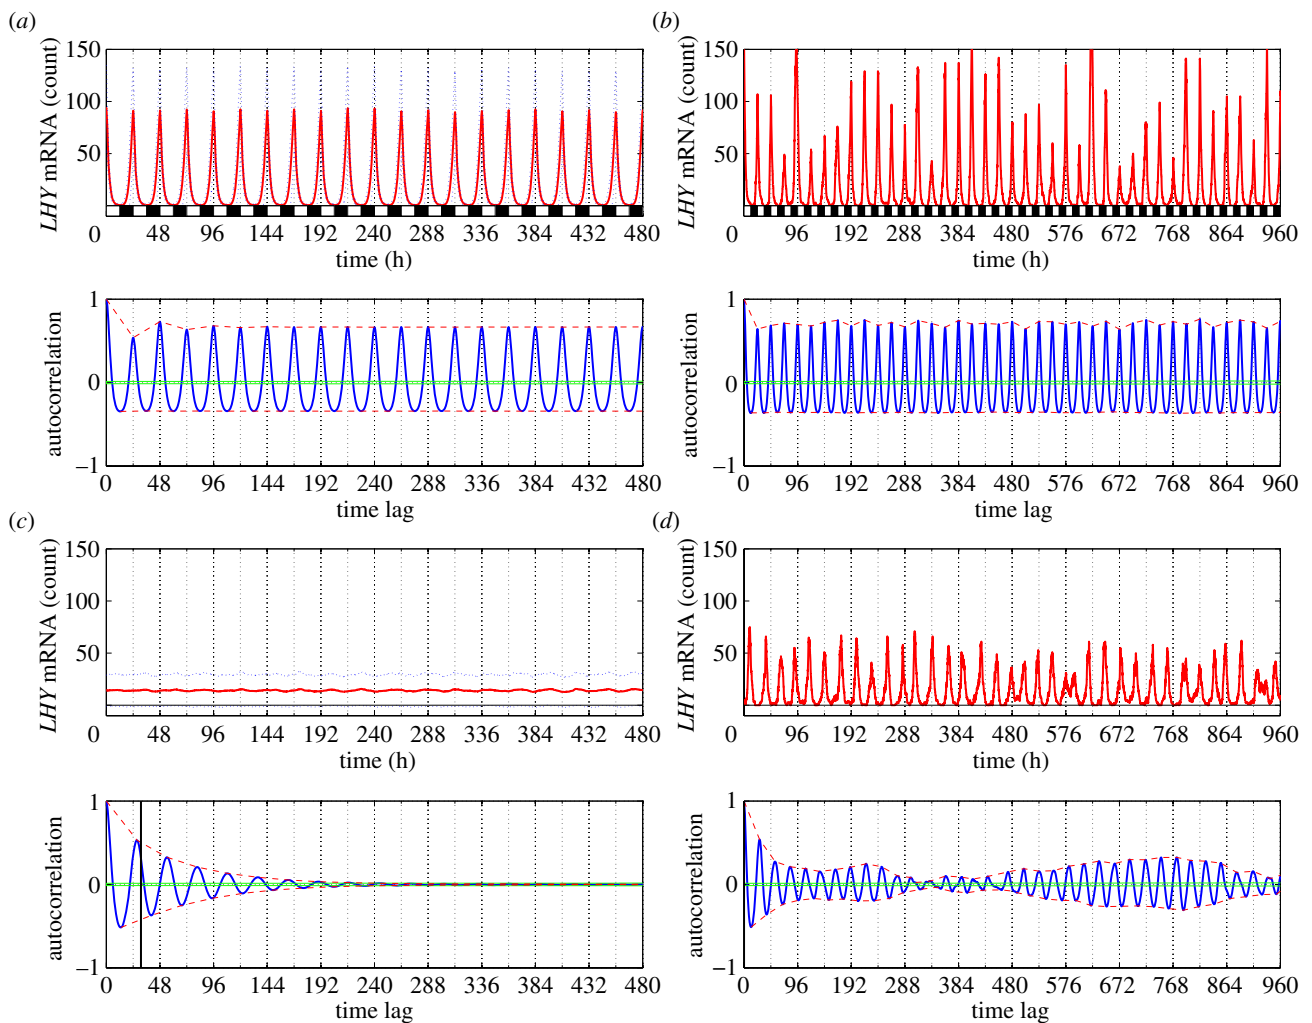 (a)
150
100
50
LHY mRNA (count)
0 48 96 144 192 240 288 336 384 432 480
time (h)
1
0
−1
autocorrelation
0 48 96 144 192 240 288 336 384 432 480
time lag
(b)
150
100
50
LHY mRNA (count)
0 96 192 288 384 480 576 672 768 864 960
time (h)
1
0
−1
autocorrelation
0 96 192 288 384 480 576 672 768 864 960
time lag
(c)
150
100
50
LHY mRNA (count)
0 48 96 144 192 240 288 336 384 432 480
time (h)
1
0
−1
autocorrelation
0 48 96 144 192 240 288 336 384 432 480
time lag
(d)
150
100
50
LHY mRNA (count)
0 96 192 288 384 480 576 672 768 864 960
time (h)
1
0
−1
autocorrelation
0 96 192 288 384 480 576 672 768 864 960
time lag